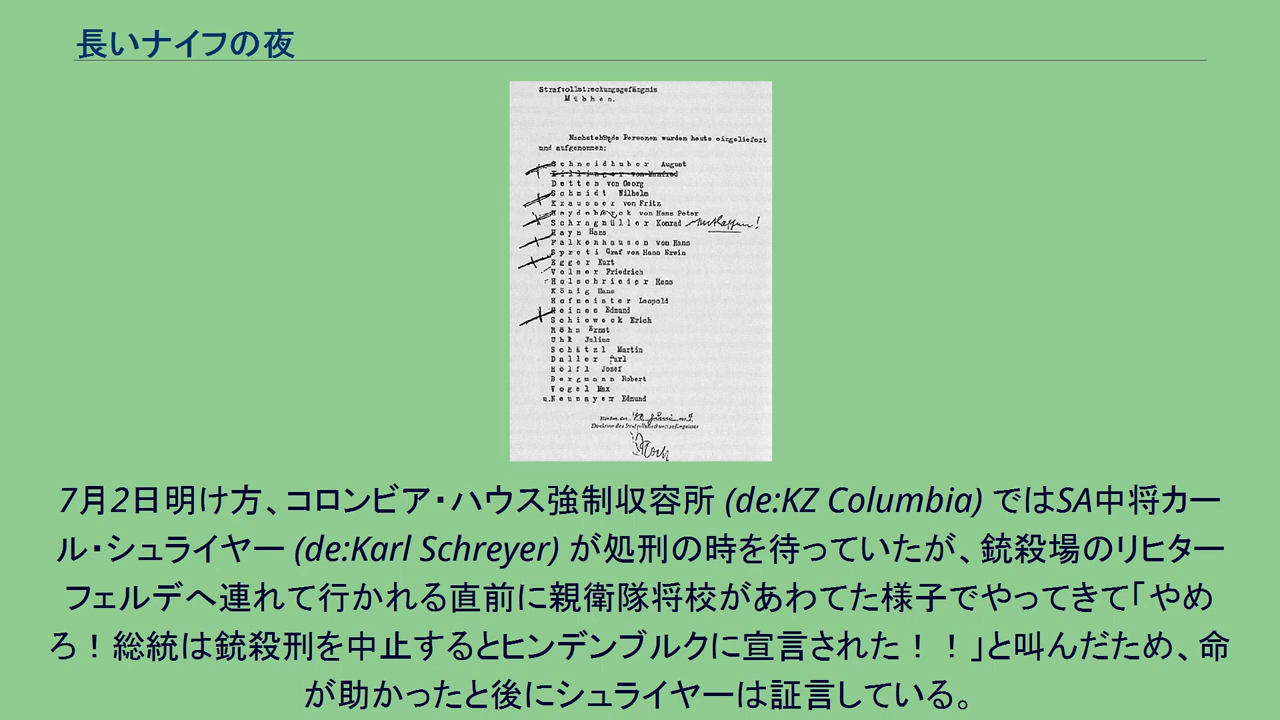 長いナイフの夜
Strafvollstreckungsgefängnis
Nachstehende Personen wurden heute eingeliefert
und aufgenommen:
Schneidhuber August
Killinger von Manfred
Detten von Georg
Schmidt Wilhelm
Krausser von Fritz
von Hans Peter
Schragmüller Konrad
Hayn Hans
Falkenhausen von Hans
Spreti Graf von Hans Erwin
Egger Kurt
Volmer Friedrich
Holschrieder Hans
König Hans
Hofmeister Leopold
Heines Edmund
Schieweck Erich
Röhm Ernst
Uhl Julius
Schätzl Martin
Daller Karl
Hölfl Josef
Bergmann Robert
Vogel Max
u.Neumayer Edmund
Koch
7月2日明け方、コロンビア・ハウス強制収容所 (de:KZ Columbia) ではSA中将カー
ル・シュライヤー (de:Karl Schreyer) が処刑の時を待っていたが、銃殺場のリヒター
フェルデへ連れて行かれる直前に親衛隊将校があわてた様子でやってきて「やめ
ろ！総統は銃殺刑を中止するとヒンデンブルクに宣言された！！」と叫んだため、命
が助かったと後にシュライヤーは証言している。